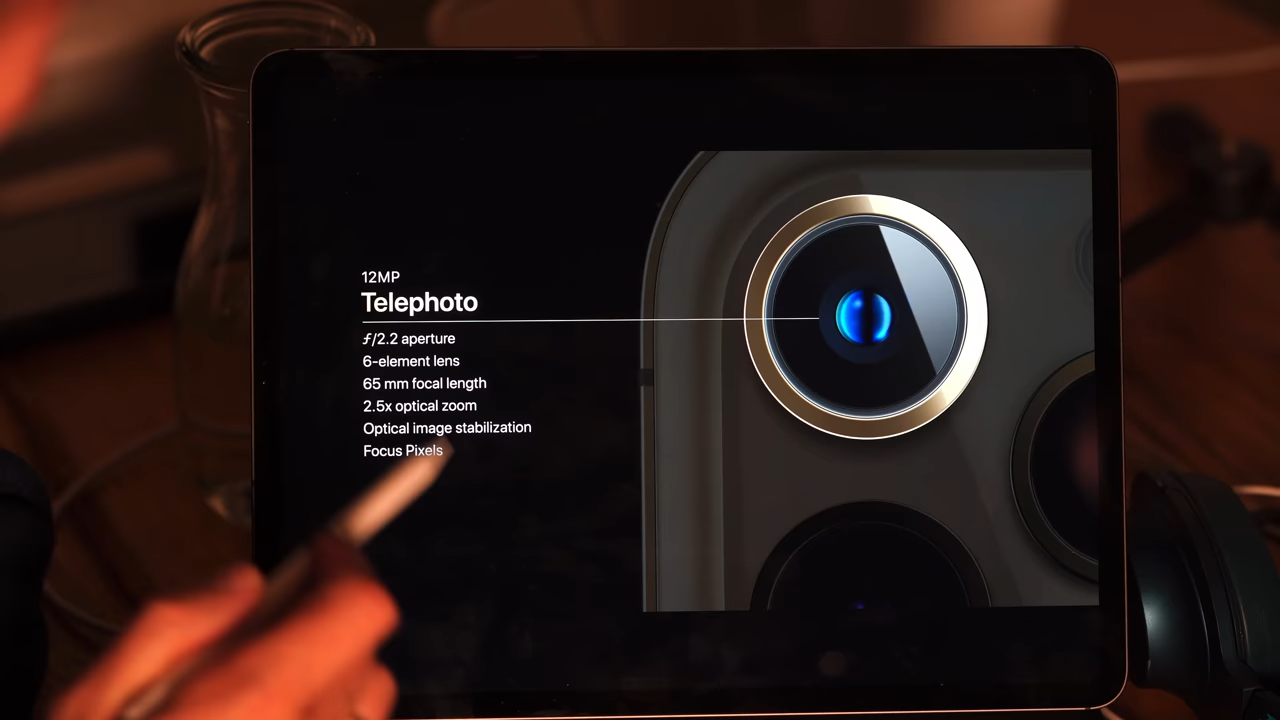 12MP
Telephoto
ƒ/2.2 aperture
6-element lens
65 mm focal length
2.5x optical zoom
Optical image stabilization
Focus Pixels